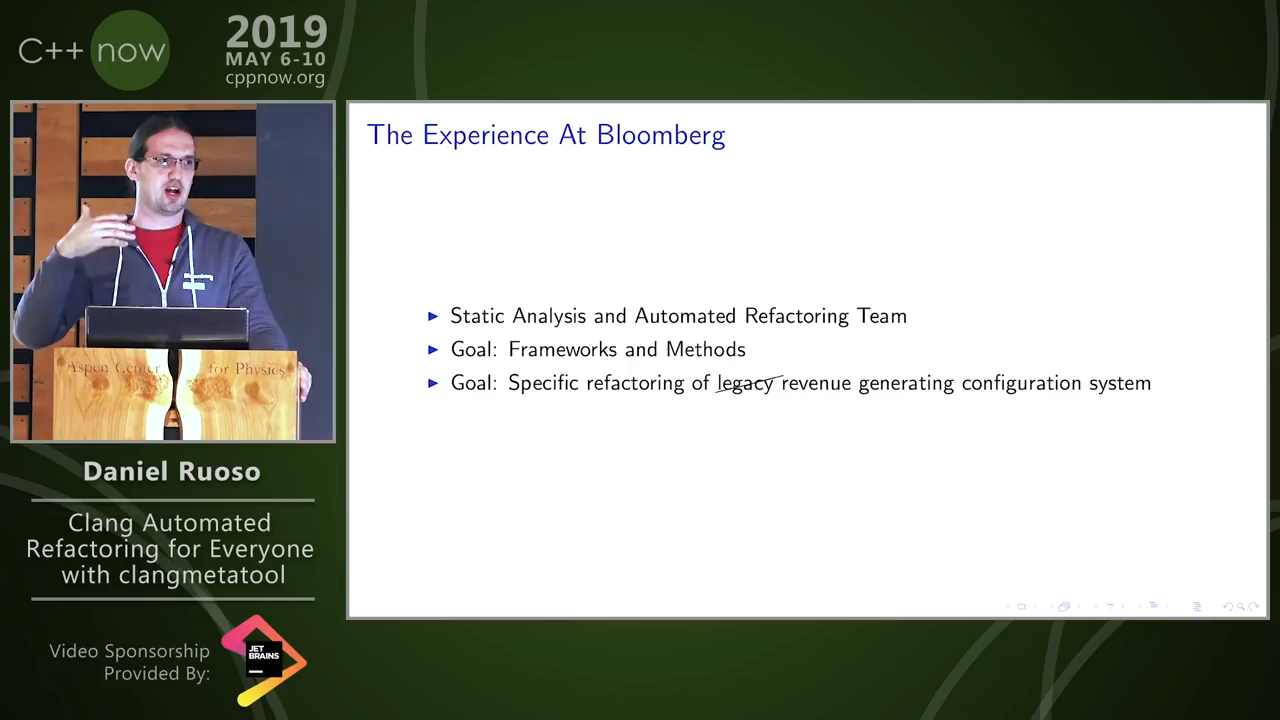 C++ now
2019
MAY 6-10
cppnow.org
The Experience At Bloomberg
Static Analysis and Automated Refactoring Team
Goal: Frameworks and Methods
Goal: Specific refactoring of legacy revenue generating configuration system
Bloomberg
Aspen Center for Physics
Daniel Ruoso
Clang Automated
Refactoring for Everyone
with clangmetatool
Video Sponsorship
Provided By:
JET
BRAINS